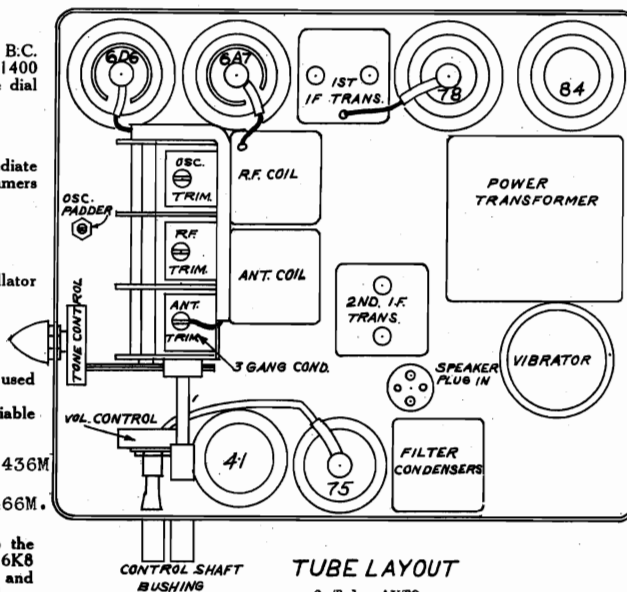 B.C.
1400
dial
diate
mers
llator
used
iable
436M
66M.
the
6K8
and
6D6
6A7
1ST
IF TRANS.
78
84
OSC.
TRIM.
R.F. COIL
POWER
TRANSFORMER
OSC.
PADDER
RF.
TRIM.
ANT. COIL
2ND. I.F.
TRANS.
ANT.
TRIM.
TONE CONTROL
3 GANG COND.
SPEAKER
PLUG IN
VIBRATOR
VOL. CONTROL
41
75
FILTER
CONDENSERS
CONTROL SHAFT
BUSHING
TUBE LAYOUT